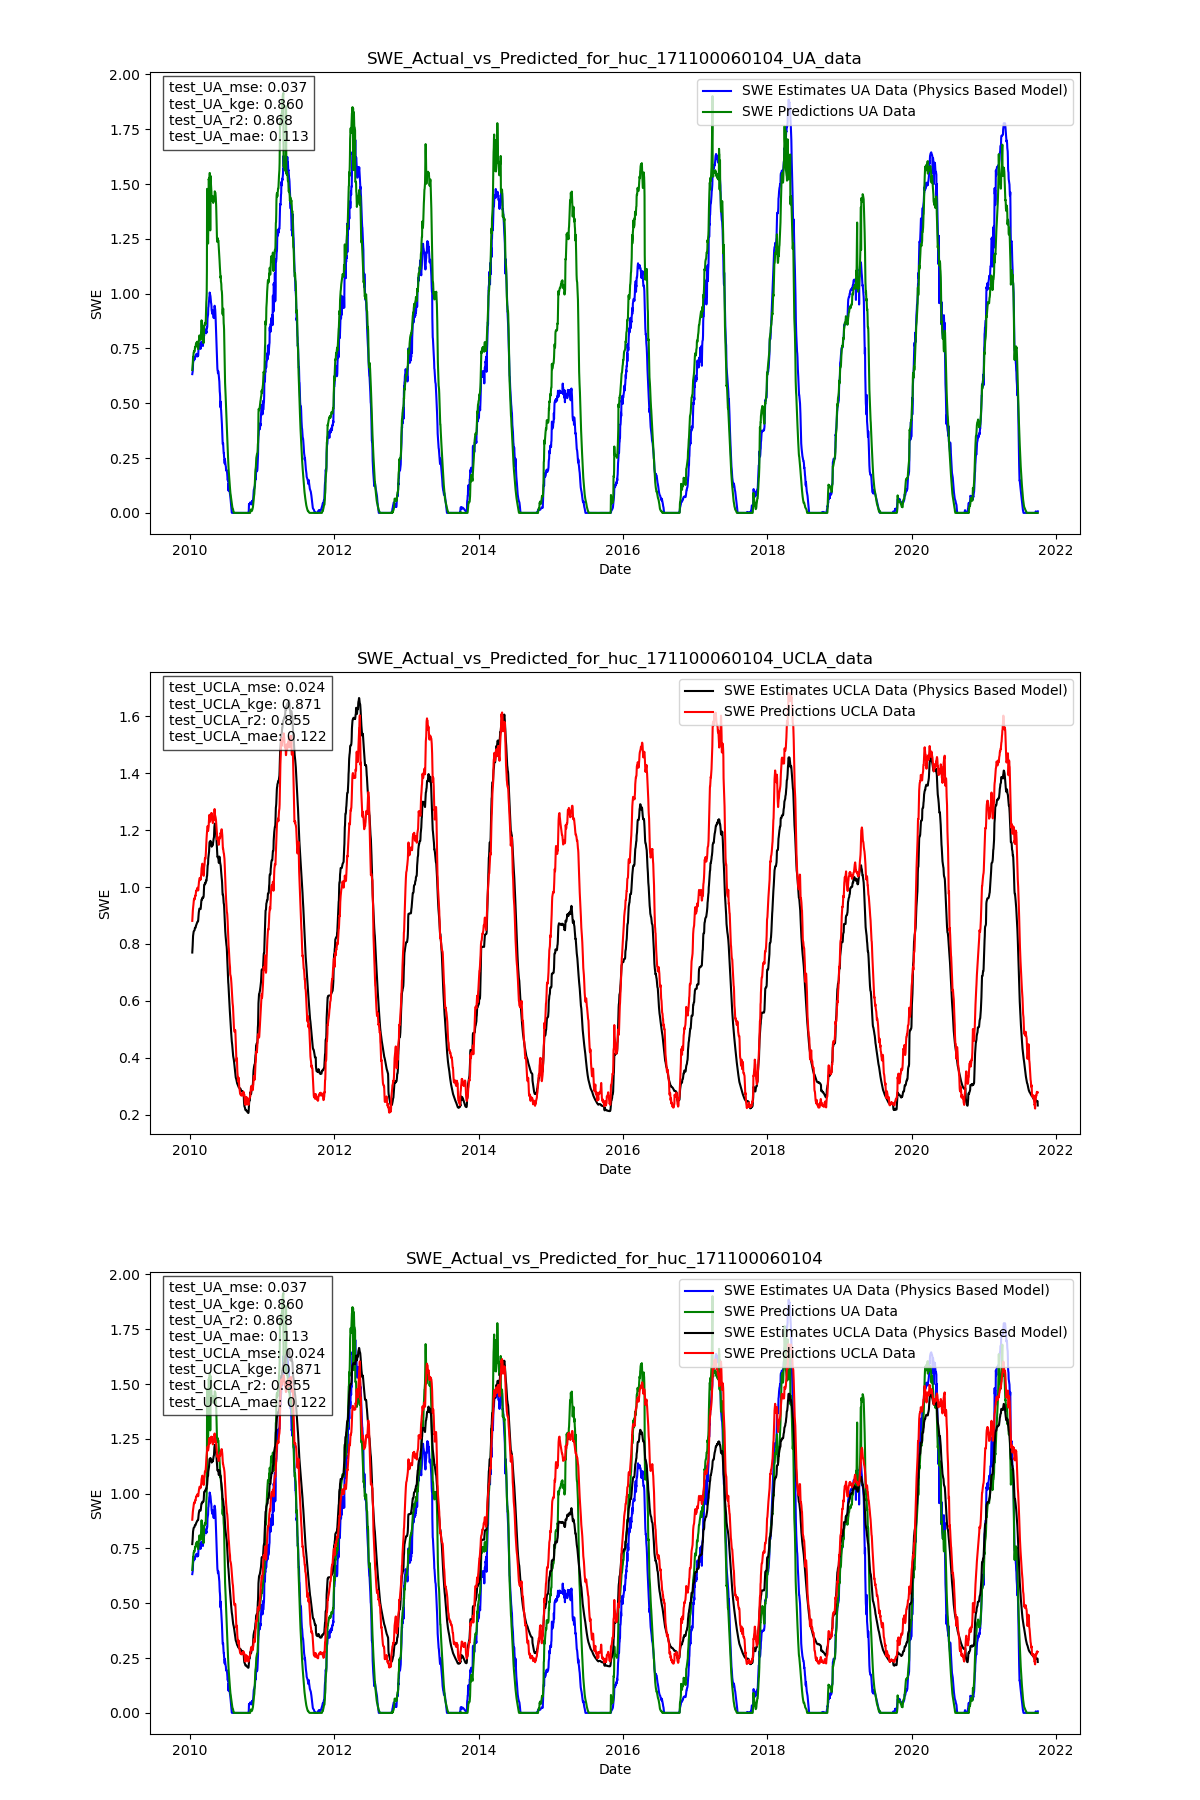 SWE_Actual_vs_Predicted_for_huc_171100060104_UA_data
test_UA_mse: 0.037
test_UA_kge: 0.860
test_UA_r2: 0.868
test_UA_mae: 0.113
SWE Estimates UA Data (Physics Based Model)
SWE Predictions UA Data
2.00
1.75
1.50
1.25
1.00
0.75
0.50
0.25
0.00
SWE
2010 2012 2014 2016 2018 2020 2022
Date
SWE_Actual_vs_Predicted_for_huc_171100060104_UCLA_data
test_UCLA_mse: 0.024
test_UCLA_kge: 0.871
test_UCLA_r2: 0.855
test_UCLA_mae: 0.122
SWE Estimates UCLA Data (Physics Based Model)
SWE Predictions UCLA Data
1.6
1.4
1.2
1.0
0.8
0.6
0.4
0.2
SWE
2010 2012 2014 2016 2018 2020 2022
Date
SWE_Actual_vs_Predicted_for_huc_171100060104
test_UA_mse: 0.037
test_UA_kge: 0.860
test_UA_r2: 0.868
test_UA_mae: 0.113
test_UCLA_mse: 0.024
test_UCLA_kge: 0.871
test_UCLA_r2: 0.855
test_UCLA_mae: 0.122
SWE Estimates UA Data (Physics Based Model)
SWE Predictions UA Data
SWE Estimates UCLA Data (Physics Based Model)
SWE Predictions UCLA Data
2.00
1.75
1.50
1.25
1.00
0.75
0.50
0.25
0.00
SWE
2010 2012 2014 2016 2018 2020 2022
Date